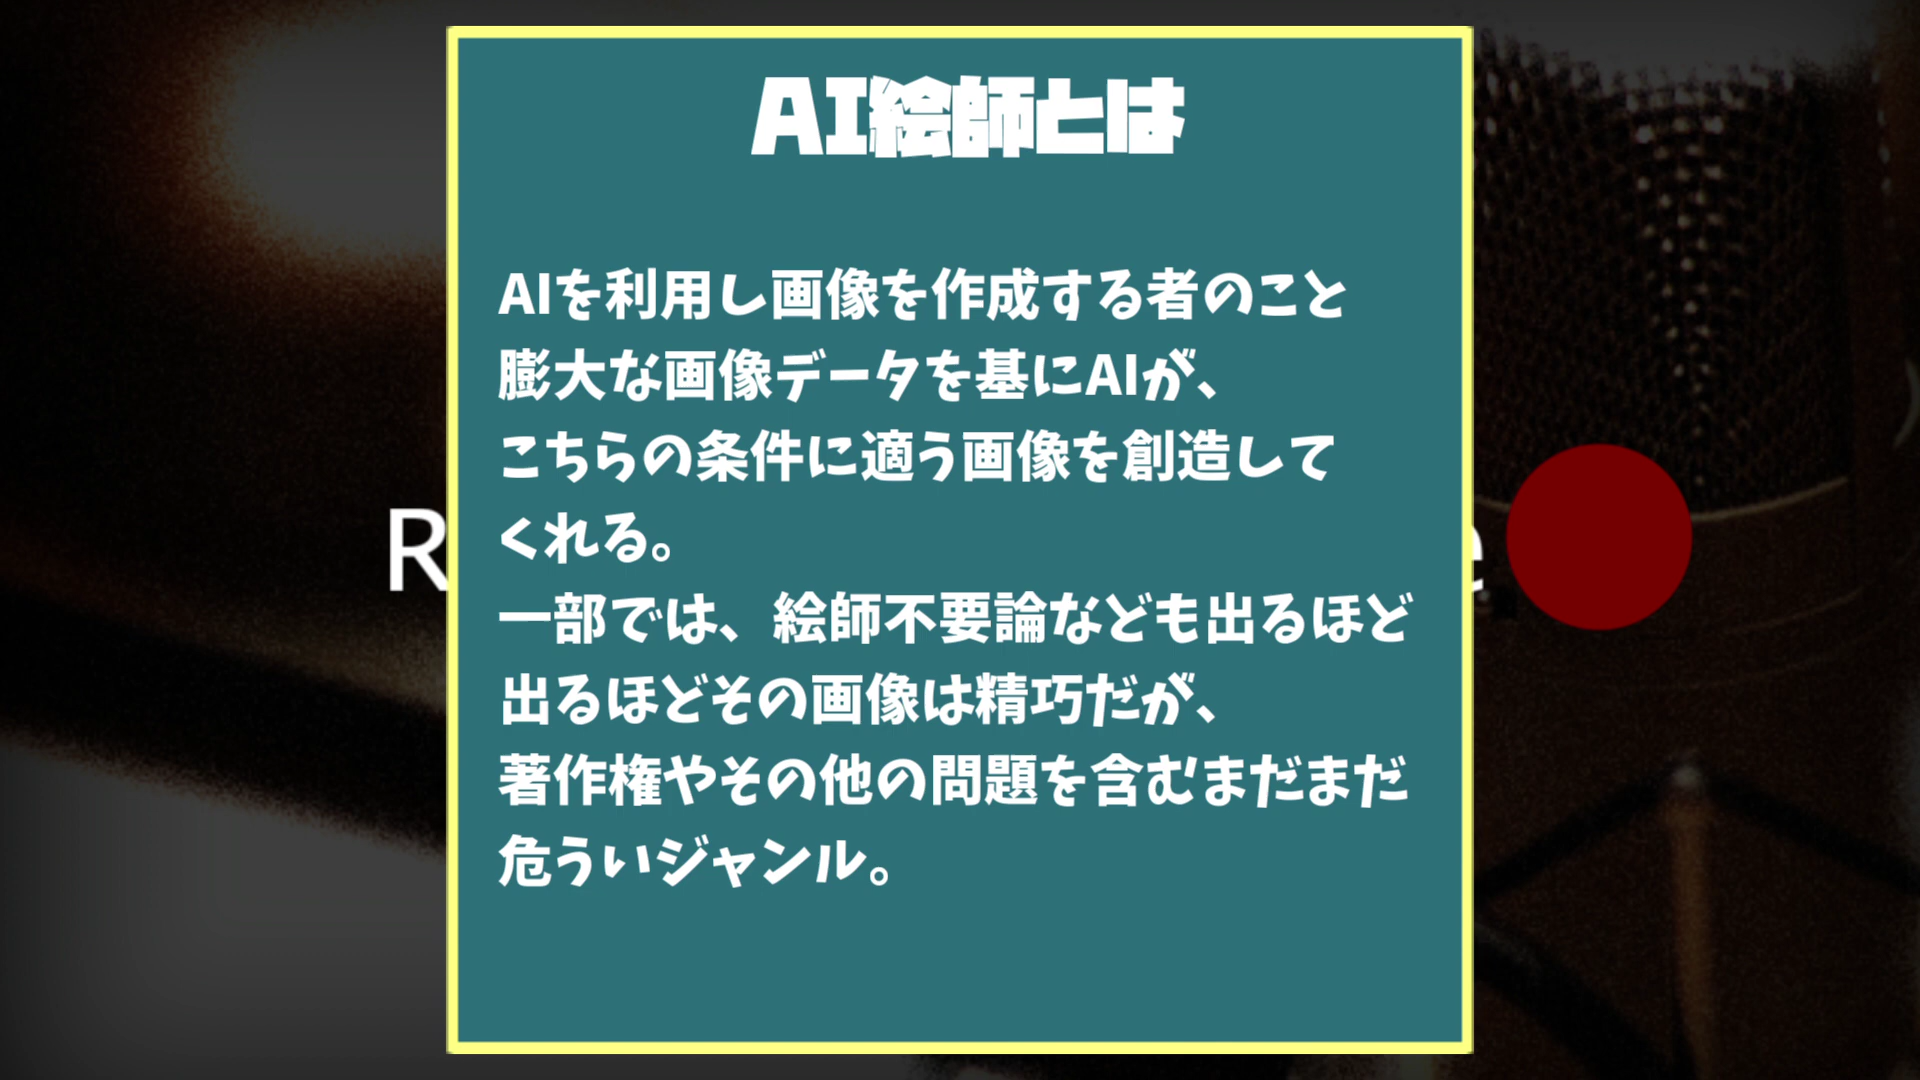 AI絵師とは
AIを利用し画像を作成する者のこと
膨大な画像データを基にAIが、
こちらの条件に適う画像を創造して
くれる。
一部では、絵師不要論なども出るほど
出るほどその画像は精巧だが、
著作権やその他の問題を含むまだまだ
危ういジャンル。